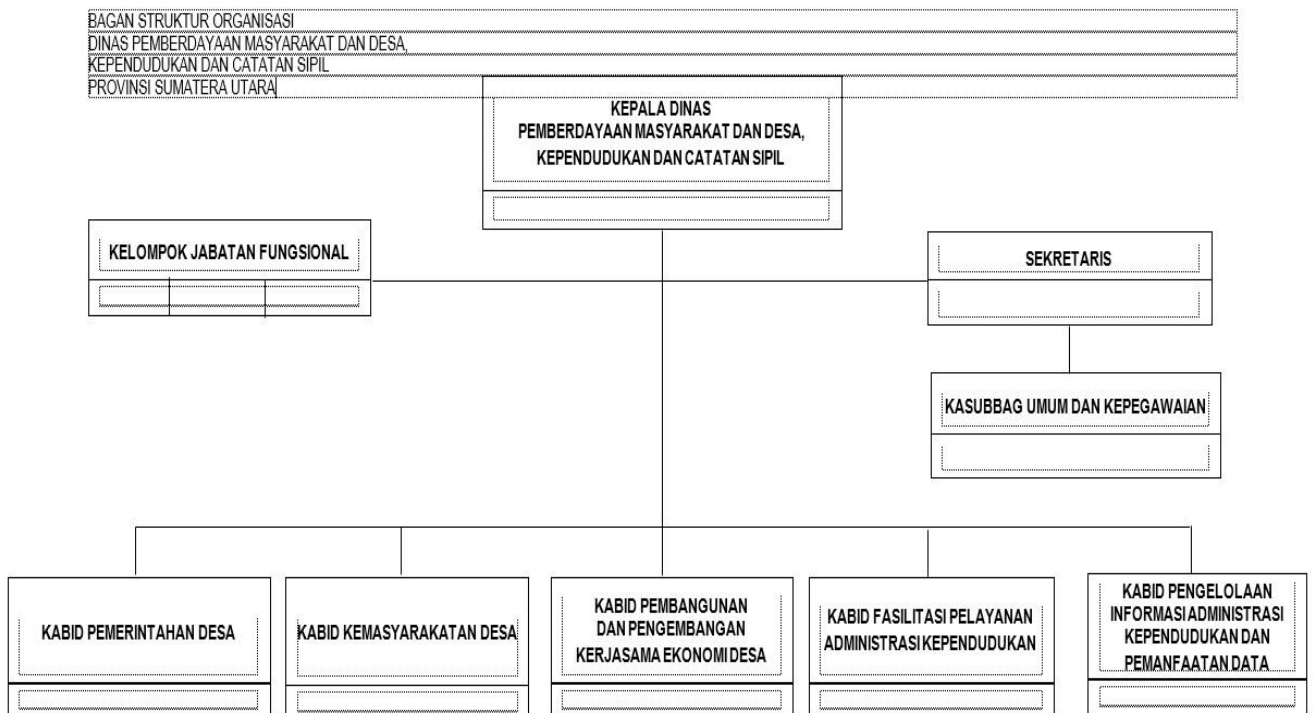 BAGAN STRUKTUR ORGANISASI
DINAS PEMBERDAYAAN MASYARAKAT DAN DESA,
KEPENDUDUKAN DAN CATATAN SIPIL
PROVINSI SUMATERA UTARA
KEPALA DINAS
PEMBERDAYAAN MASYARAKAT DAN DESA,
KEPENDUDUKAN DAN CATATAN SIPIL
KELOMPOK JABATAN FUNGSIONAL
SEKRETARIS
KASUBBAG UMUM DAN KEPEGAWAIAN
KABID PEMERINTAHAN DESA
KABID KEMASYARAKATAN DESA
KABID PEMBANGUNAN
DAN PENGEMBANGAN
KERJASAMA EKONOMI DESA
KABID FASILITASI PELAYANAN
ADMINISTRASI KEPENDUDUKAN
KABID PENGELOLAAN
INFORMASI ADMINISTRASI
KEPENDUDUKAN DAN
PEMANFAATAN DATA